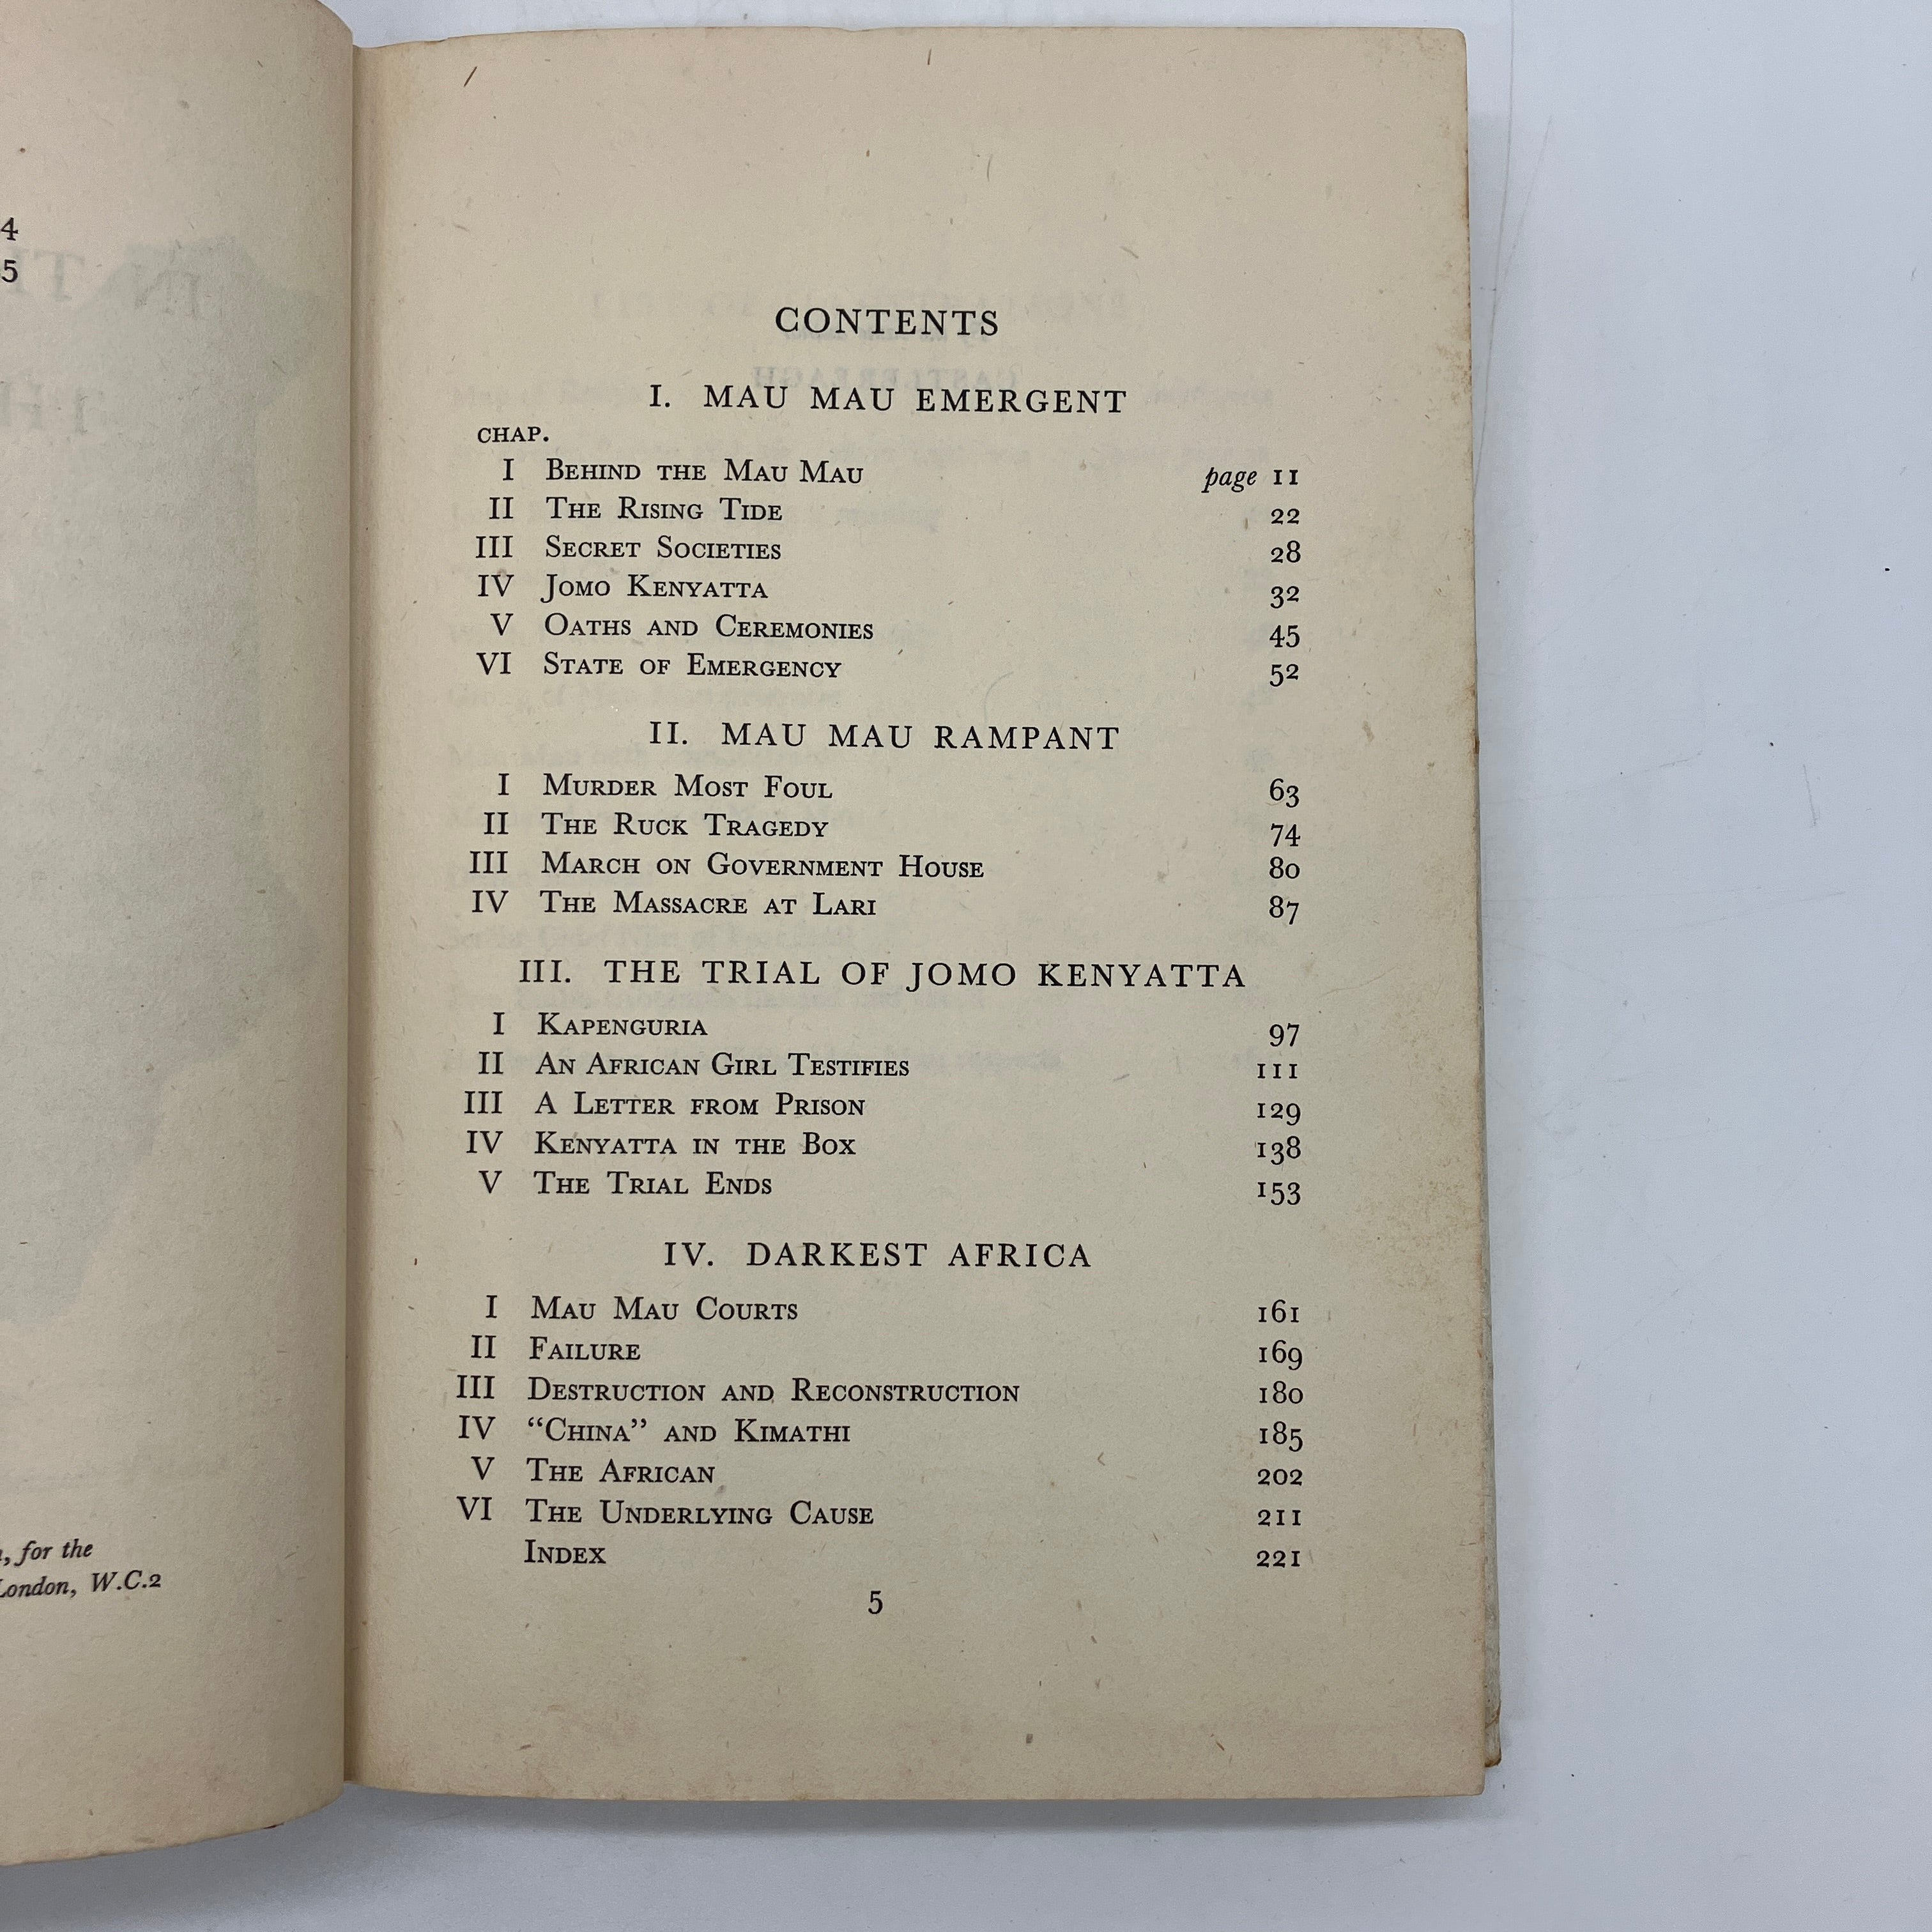 4
5
, for the
London, W.C.2
CONTENTS
I. MAU MAU EMERGENT
CHAP.
I BEHIND THE MAU MAU page 11
II THE RISING TIDE 22
III SECRET SOCIETIES 28
IV JOMO KENYATTA 32
V OATHS AND CEREMONIES 45
VI STATE OF EMERGENCY 52
II. MAU MAU RAMPANT
I MURDER MOST FOUL 63
II THE RUCK TRAGEDY 74
III MARCH ON GOVERNMENT HOUSE 80
IV THE MASSACRE AT LARI 87
III. THE TRIAL OF JOMO KENYATTA
I KAPENGURIA 97
II AN AFRICAN GIRL TESTIFIES 111
III A LETTER FROM PRISON 129
IV KENYATTA IN THE BOX 138
V THE TRIAL ENDS 153
IV. DARKEST AFRICA
I MAU MAU COURTS 161
II FAILURE 169
III DESTRUCTION AND RECONSTRUCTION 180
IV “CHINA” AND KIMATHI 185
V THE AFRICAN 202
VI THE UNDERLYING CAUSE 211
INDEX 221
5